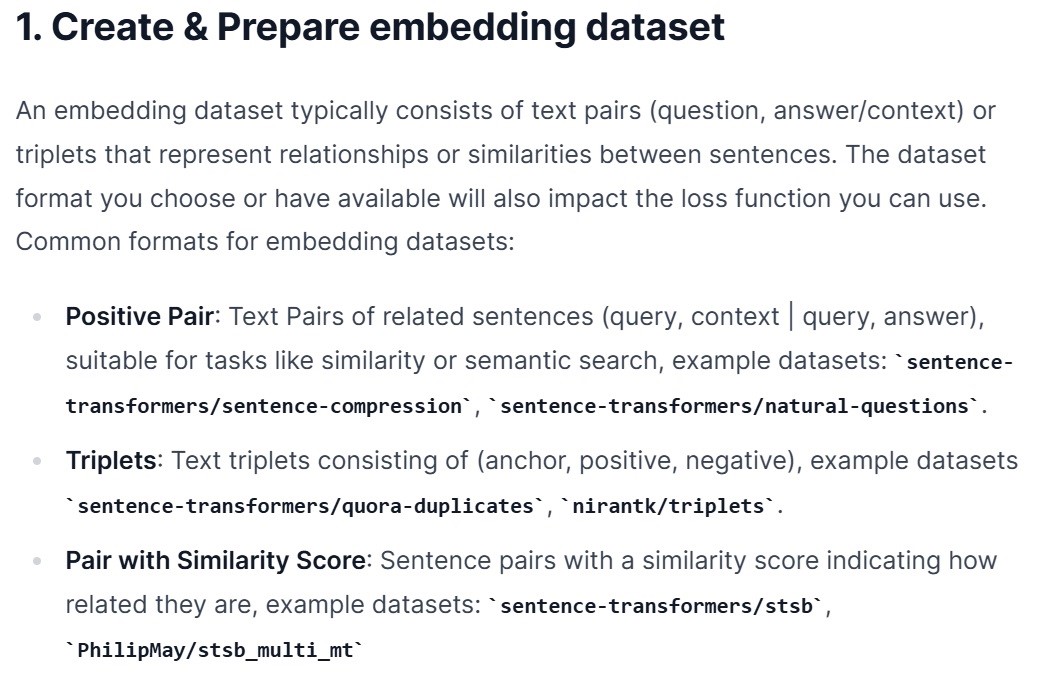 1. Create & Prepare embedding dataset
An embedding dataset typically consists of text pairs (question, answer/context) or
triplets that represent relationships or similarities between sentences. The dataset
format you choose or have available will also impact the loss function you can use.
Common formats for embedding datasets:
• Positive Pair: Text Pairs of related sentences (query, context | query, answer),
suitable for tasks like similarity or semantic search, example datasets: `sentence-
transformers/sentence-compression`, `sentence-transformers/natural-questions`.
• Triplets: Text triplets consisting of (anchor, positive, negative), example datasets
`sentence-transformers/quora-duplicates`, `nirantk/triplets`.
• Pair with Similarity Score: Sentence pairs with a similarity score indicating how
related they are, example datasets: `sentence-transformers/stsb`,
`PhilipMay/stsb_multi_mt`